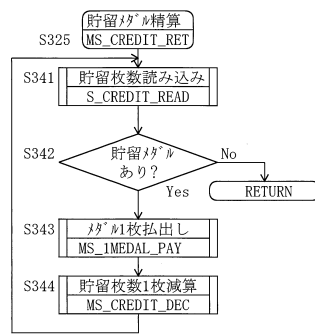 貯留ﾒﾀﾞﾙ精算
S325 MS_CREDIT_RET
S341 貯留枚数読み込み
S_CREDIT_READ
S342 貯留ﾒﾀﾞﾙ
あり？
No
Yes
RETURN
S343 ﾒﾀﾞﾙ1枚払出し
MS_1MEDAL_PAY
S344 貯留枚数1枚減算
MS_CREDIT_DEC